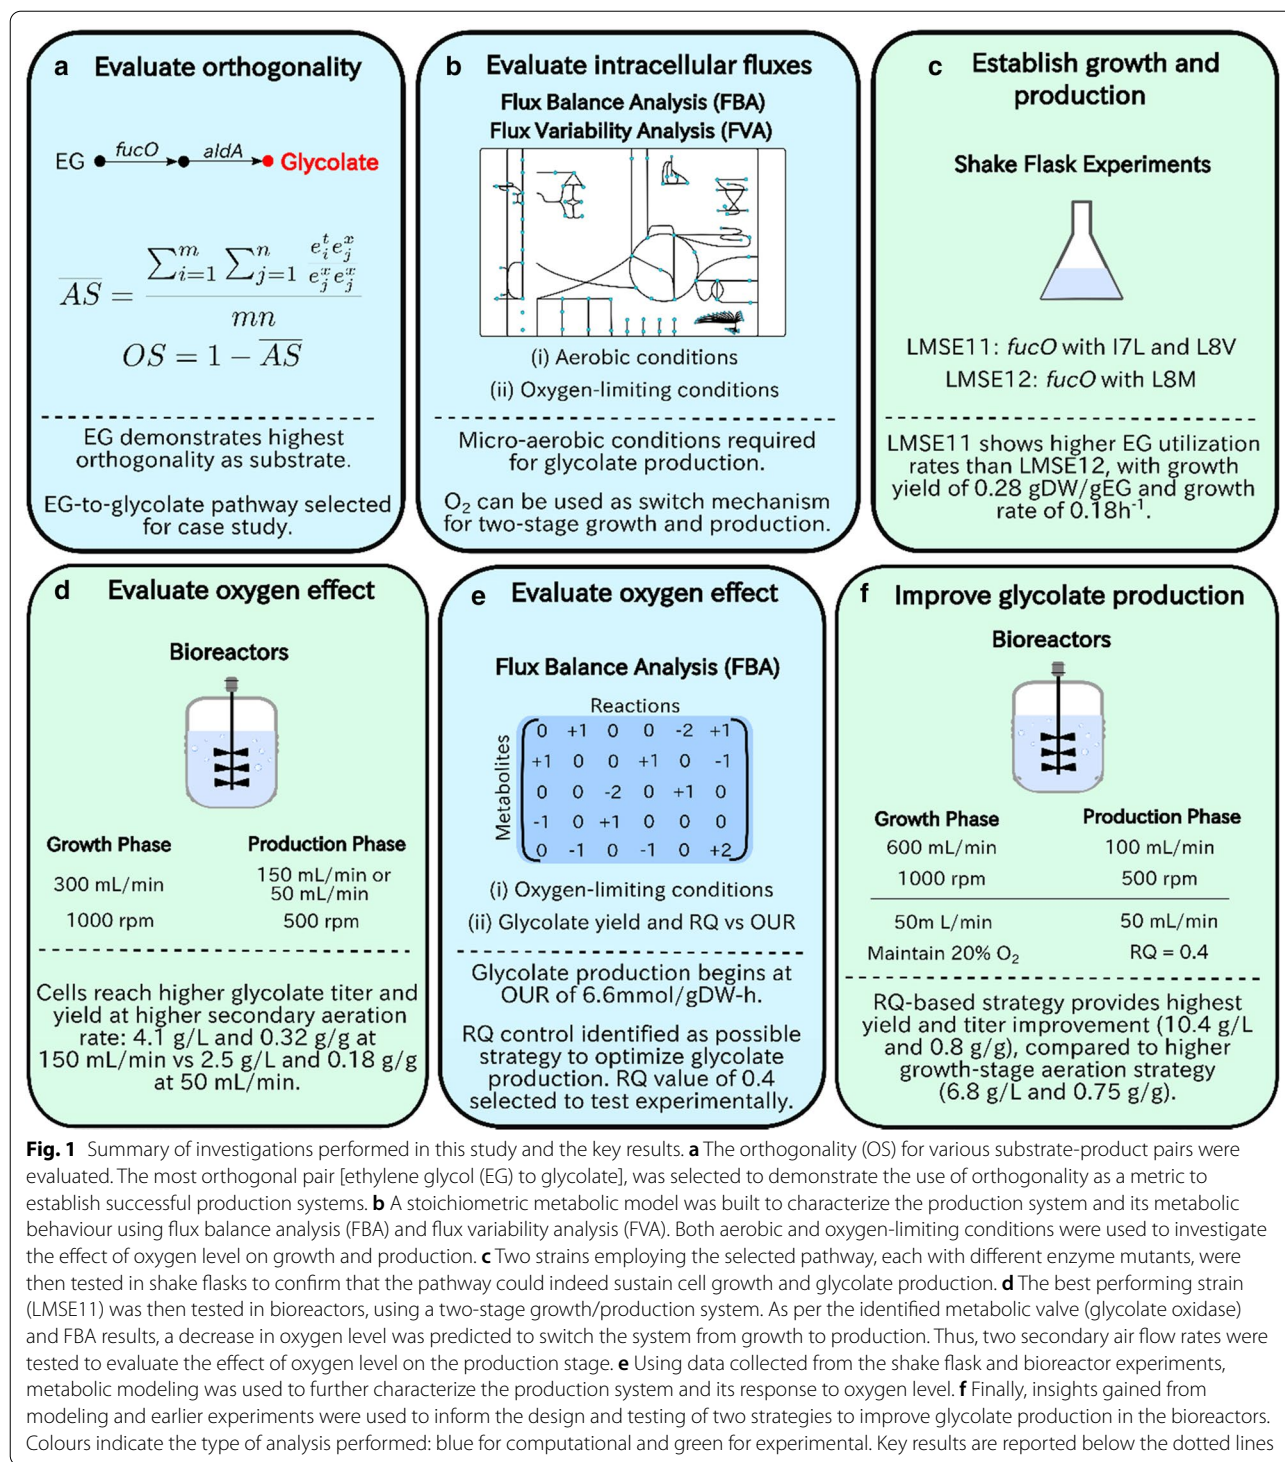 a Evaluate orthogonality
EG fucO aldA Glycolate
\overline{AS} = \frac{\sum_{i=1}^{m} \sum_{j=1}^{n} \frac{e_i^t e_j^x}{e_j^x e_j^x}}{mn}
OS = 1 − \overline{AS}
EG demonstrates highest
orthogonality as substrate.
EG-to-glycolate pathway selected
for case study.
b Evaluate intracellular fluxes
Flux Balance Analysis (FBA)
Flux Variability Analysis (FVA)
(i) Aerobic conditions
(ii) Oxygen-limiting conditions
Micro-aerobic conditions required
for glycolate production.
O₂ can be used as switch mechanism
for two-stage growth and production.
c Establish growth and
production
Shake Flask Experiments
LMSE11: fucO with I7L and L8V
LMSE12: fucO with L8M
LMSE11 shows higher EG utilization
rates than LMSE12, with growth
yield of 0.28 gDW/gEG and growth
rate of 0.18h⁻¹.
d Evaluate oxygen effect
Bioreactors
Growth Phase Production Phase
300 mL/min 150 mL/min or
50 mL/min
1000 rpm 500 rpm
Cells reach higher glycolate titer and
yield at higher secondary aeration
rate: 4.1 g/L and 0.32 g/g at
150 mL/min vs 2.5 g/L and 0.18 g/g
at 50 mL/min.
e Evaluate oxygen effect
Flux Balance Analysis (FBA)
Reactions
Metabolites
0 +1 0 0 -2 +1
+1 0 0 +1 0 -1
0 0 -2 0 +1 0
-1 0 +1 0 0 0
0 -1 0 -1 0 +2
(i) Oxygen-limiting conditions
(ii) Glycolate yield and RQ vs OUR
Glycolate production begins at
OUR of 6.6mmol/gDW-h.
RQ control identified as possible
strategy to optimize glycolate
production. RQ value of 0.4
selected to test experimentally.
f Improve glycolate production
Bioreactors
Growth Phase Production Phase
600 mL/min 100 mL/min
1000 rpm 500 rpm
50m L/min 50 mL/min
Maintain 20% O₂ RQ = 0.4
RQ-based strategy provides highest
yield and titer improvement (10.4 g/L
and 0.8 g/g), compared to higher
growth-stage aeration strategy
(6.8 g/L and 0.75 g/g).
Fig. 1 Summary of investigations performed in this study and the key results. a The orthogonality (OS) for various substrate-product pairs were
evaluated. The most orthogonal pair [ethylene glycol (EG) to glycolate], was selected to demonstrate the use of orthogonality as a metric to
establish successful production systems. b A stoichiometric metabolic model was built to characterize the production system and its metabolic
behaviour using flux balance analysis (FBA) and flux variability analysis (FVA). Both aerobic and oxygen-limiting conditions were used to investigate
the effect of oxygen level on growth and production. c Two strains employing the selected pathway, each with different enzyme mutants, were
then tested in shake flasks to confirm that the pathway could indeed sustain cell growth and glycolate production. d The best performing strain
(LMSE11) was then tested in bioreactors, using a two-stage growth/production system. As per the identified metabolic valve (glycolate oxidase)
and FBA results, a decrease in oxygen level was predicted to switch the system from growth to production. Thus, two secondary air flow rates were
tested to evaluate the effect of oxygen level on the production stage. e Using data collected from the shake flask and bioreactor experiments,
metabolic modeling was used to further characterize the production system and its response to oxygen level. f Finally, insights gained from
modeling and earlier experiments were used to inform the design and testing of two strategies to improve glycolate production in the bioreactors.
Colours indicate the type of analysis performed: blue for computational and green for experimental. Key results are reported below the dotted lines